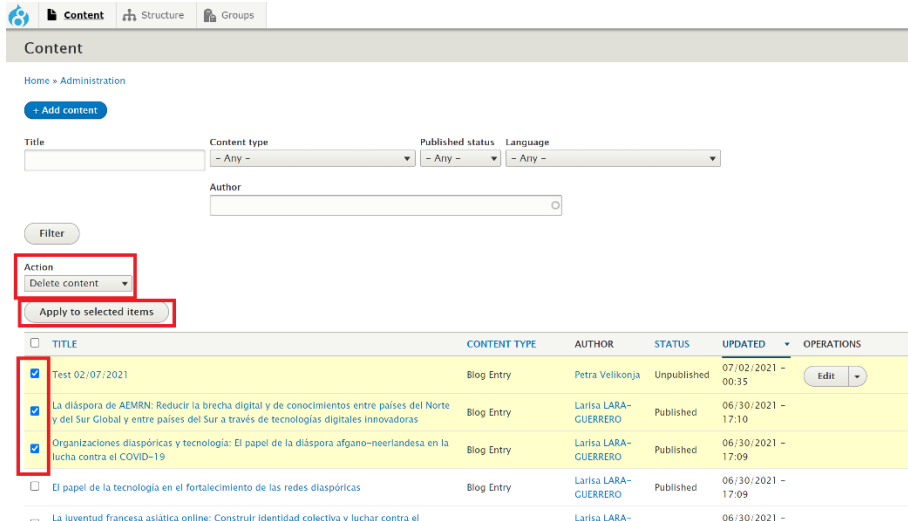 Content Structure Groups
Content
Home » Administration
+ Add content
Title Content type Published status Language
- Any - - Any - - Any -
Author
Filter
Action
Delete content
Apply to selected items
TITLE CONTENT TYPE AUTHOR STATUS UPDATED OPERATIONS
Test 02/07/2021 Blog Entry Petra Velikonja Unpublished 07/02/2021 - 00:35 Edit
La diáspora de AEMRN: Reducir la brecha digital y de conocimientos entre países del Norte
y del Sur Global y entre países del Sur a través de tecnologías digitales innovadoras
Blog Entry
Larisa LARA-
GUERRERO
Published
06/30/2021 -
17:10
Organizaciones diaspóricas y tecnología: El papel de la diáspora afgano-neerlandesa en la
lucha contra el COVID-19
Blog Entry
Larisa LARA-
GUERRERO
Published
06/30/2021 -
17:09
El papel de la tecnología en el fortalecimiento de las redes diaspóricas
Blog Entry
Larisa LARA-
GUERRERO
Published
06/30/2021 -
17:09
La juventud francesa asiática online: Construir identidad colectiva y luchar contra el
Larisa LARA-
06/30/2021 -